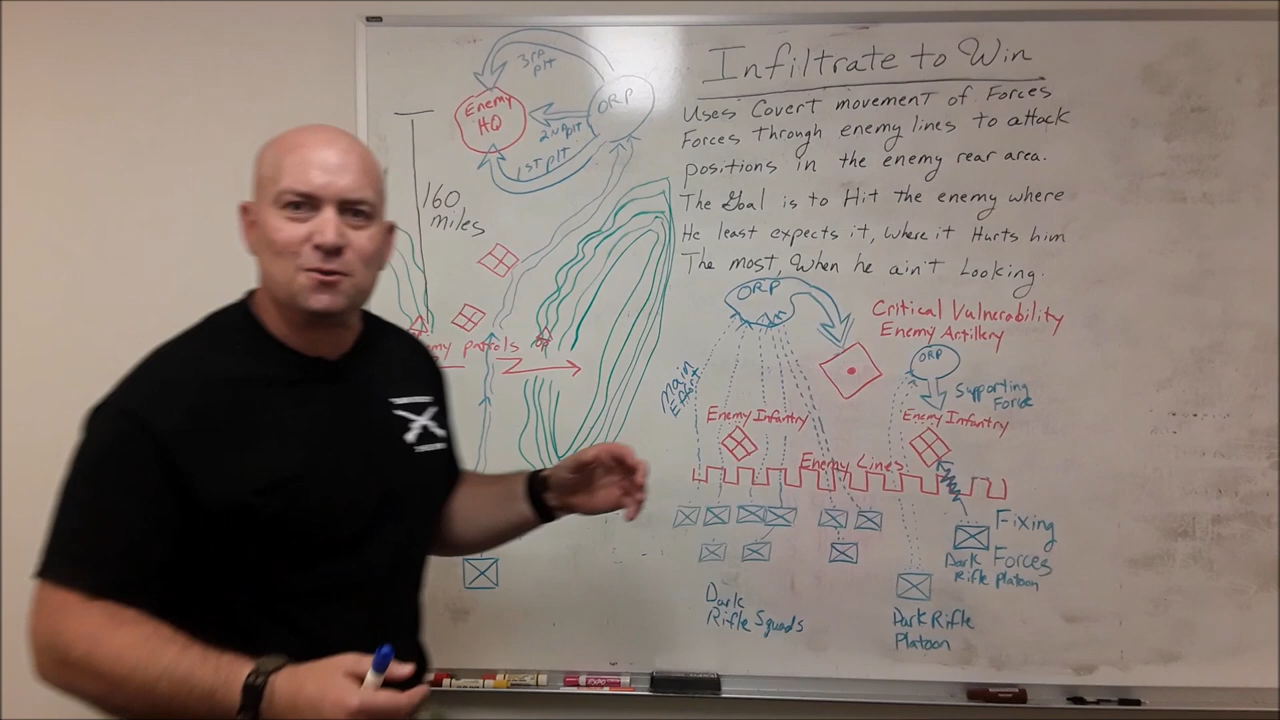 Infiltrate to Win
Uses Covert movement of Forces
Forces through enemy lines to attack
positions in the enemy rear area.
The Goal is to Hit the enemy where
He least expects it, Where it Hurts him
The most, When he ain't Looking.
3rd plt
Enemy HQ
ORP
2nd plt
1st plt
160 miles
patrols
ORP
Critical Vulnerability
Enemy Artillery
ORP
Supporting Force
Main Effort
Enemy Infantry
Enemy Infantry
Enemy Lines
Fixing Forces
Dark Rifle Platoon
Dark Rifle Squads
Dark Rifle Platoon
EXPO